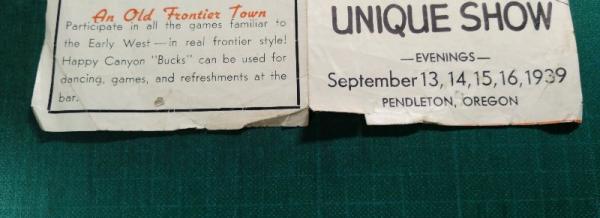 An Old Frontier Town
Participate in all the games familiar to
the Early West—in real frontier style!
Happy Canyon "Bucks" can be used for
dancing, games, and refreshments at the
bar.
UNIQUE SHOW
—EVENINGS—
September 13, 14, 15, 16, 1939
PENDLETON, OREGON